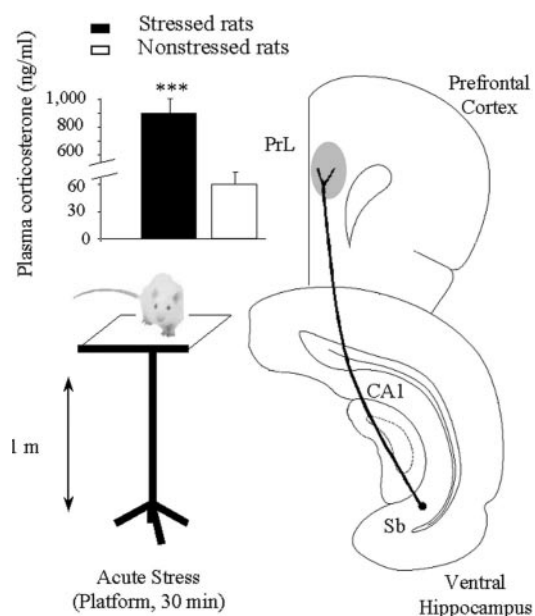 Stressed rats
Nonstressed rats
Plasma corticosterone (ng/ml)
1,000
800
600
60
30
0
***
Prefrontal
Cortex
PrL
CA1
Sb
1 m
Acute Stress
(Platform, 30 min)
Ventral
Hippocampus